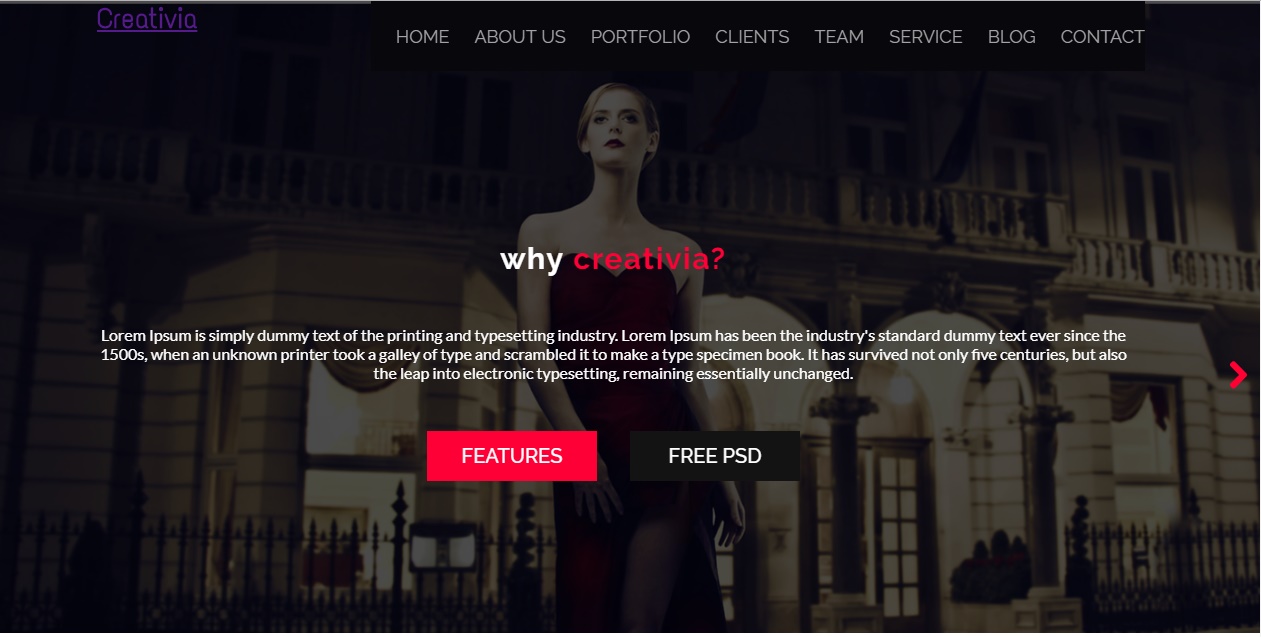 Creativia
HOME ABOUT US PORTFOLIO CLIENTS TEAM SERVICE BLOG CONTACT
why creativia?
Lorem Ipsum is simply dummy text of the printing and typesetting industry. Lorem Ipsum has been the industry's standard dummy text ever since the
1500s, when an unknown printer took a galley of type and scrambled it to make a type specimen book. It has survived not only five centuries, but also
the leap into electronic typesetting, remaining essentially unchanged.
FEATURES FREE PSD